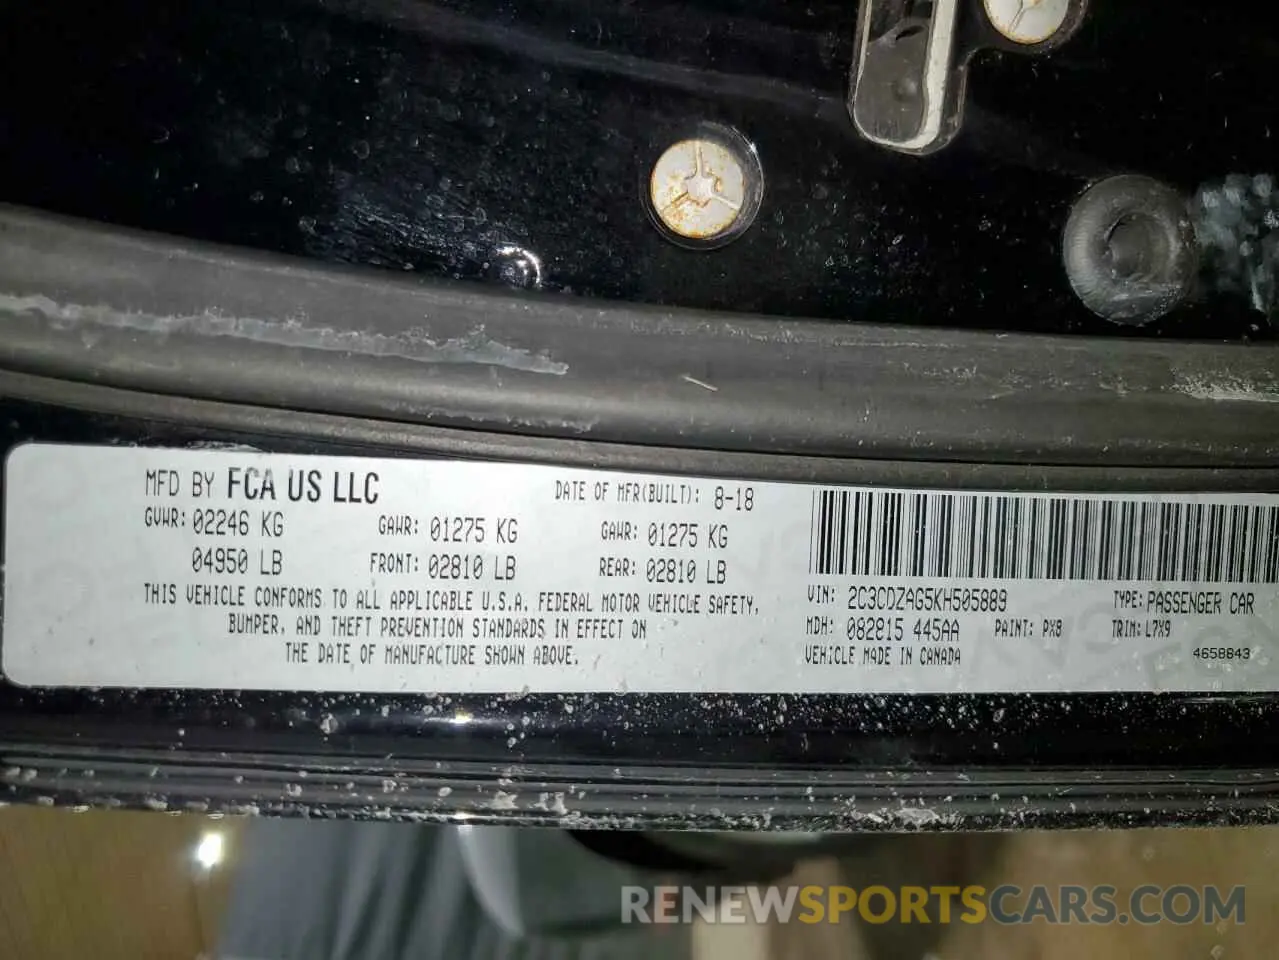 MFD BY FCA US LLC
DATE OF MFR(BUILT): 8-18
GVWR: 02246 KG
GAWR: 01275 KG
GAWR: 01275 KG
04950 LB
FRONT: 02810 LB
REAR: 02810 LB
THIS VEHICLE CONFORMS TO ALL APPLICABLE U.S.A. FEDERAL MOTOR VEHICLE SAFETY,
BUMPER, AND THEFT PREVENTION STANDARDS IN EFFECT ON
THE DATE OF MANUFACTURE SHOWN ABOVE.
VIN: 2C3CDZAG5KH505889
TYPE: PASSENGER CAR
MDH: 082815 445AA
PAINT: PX8
TRIM: L7X9
VEHICLE MADE IN CANADA
4658843
RENEWSPORTSCARS.COM